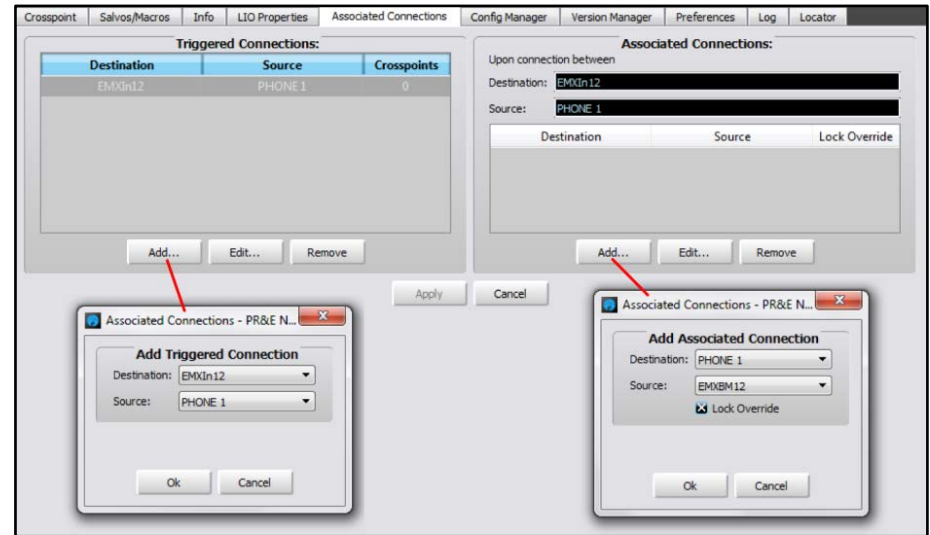 Crosspoint Salvos/Macros Info LIO Properties Associated Connections Config Manager Version Manager Preferences Log Locator
Triggered Connections:
Destination Source Crosspoints
EMXIn12 PHONE 1 0
Add... Edit... Remove
Associated Connections:
Upon connection between
Destination: EMXIn12
Source: PHONE 1
Destination Source Lock Override
Add... Edit... Remove
Apply Cancel
Associated Connections - PR&E N...
Add Triggered Connection
Destination: EMXIn12
Source: PHONE 1
Ok Cancel
Associated Connections - PR&E N...
Add Associated Connection
Destination: PHONE 1
Source: EMXBM12
Lock Override
Ok Cancel